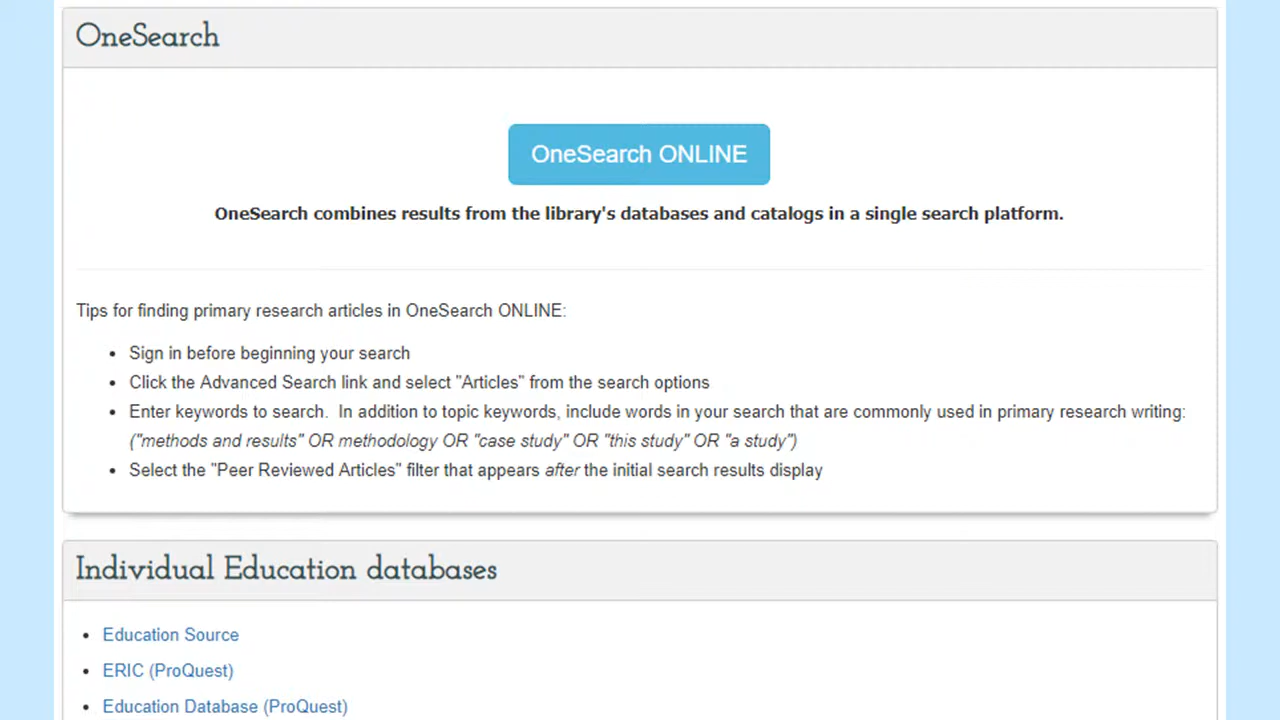 OneSearch
OneSearch ONLINE
OneSearch combines results from the library's databases and catalogs in a single search platform.
Tips for finding primary research articles in OneSearch ONLINE:
• Sign in before beginning your search
• Click the Advanced Search link and select "Articles" from the search options
• Enter keywords to search.  In addition to topic keywords, include words in your search that are commonly used in primary research writing:
("methods and results" OR methodology OR "case study" OR "this study" OR "a study")
• Select the "Peer Reviewed Articles" filter that appears after the initial search results display
Individual Education databases
• Education Source
• ERIC (ProQuest)
• Education Database (ProQuest)